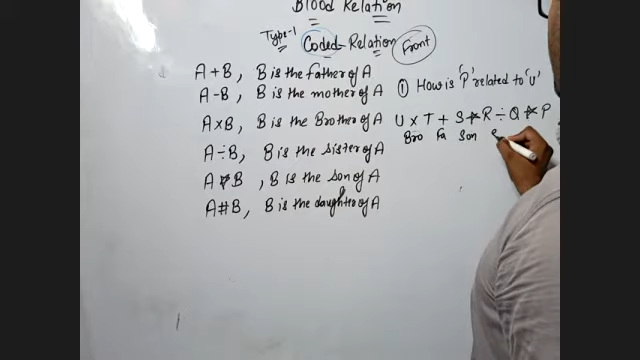 Blood Relation
Type-1
Coded-Relation (Front)
A + B, B is the father of A
A - B, B is the mother of A
A × B, B is the Brother of A
A ÷ B, B is the sister of A
A ☆ B, B is the son of A
A # B, B is the daughter of A
① How is 'P' related to 'U'
U × T + S ☆ R ÷ Q ☆ P
Bro Fa Son S